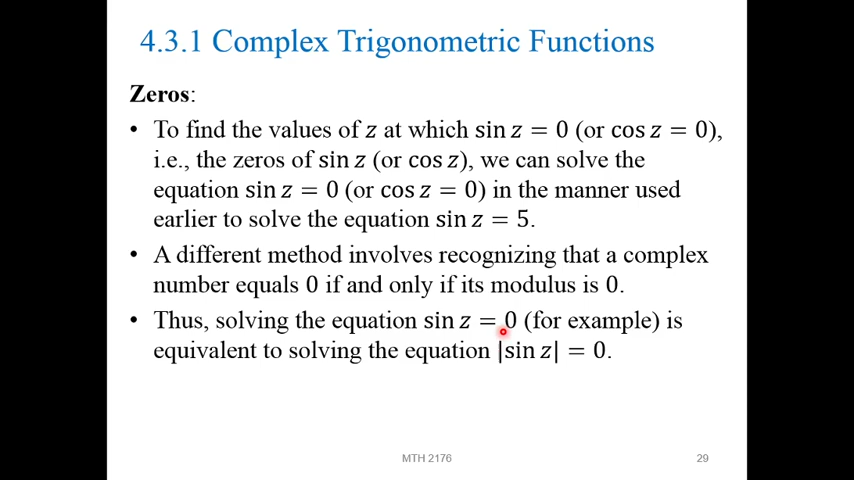 4.3.1 Complex Trigonometric Functions
Zeros:
• To find the values of z at which sin z = 0 (or cos z = 0),
i.e., the zeros of sin z (or cos z), we can solve the
equation sin z = 0 (or cos z = 0) in the manner used
earlier to solve the equation sin z = 5.
• A different method involves recognizing that a complex
number equals 0 if and only if its modulus is 0.
• Thus, solving the equation sin z = 0 (for example) is
equivalent to solving the equation |sin z| = 0.
MTH 2176
29